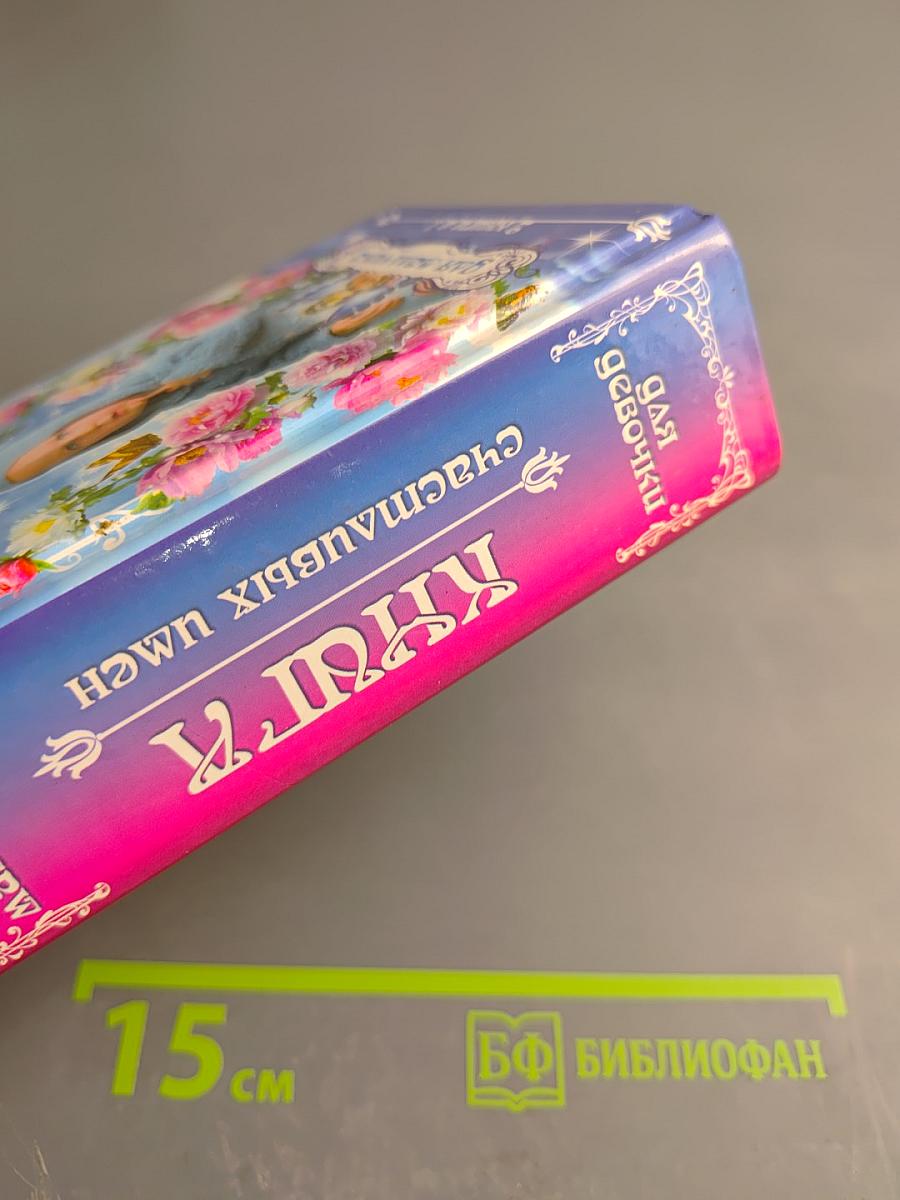 КНИГА
счастливых имен
для
девочки
15 см
БФ БИБЛИОФАН